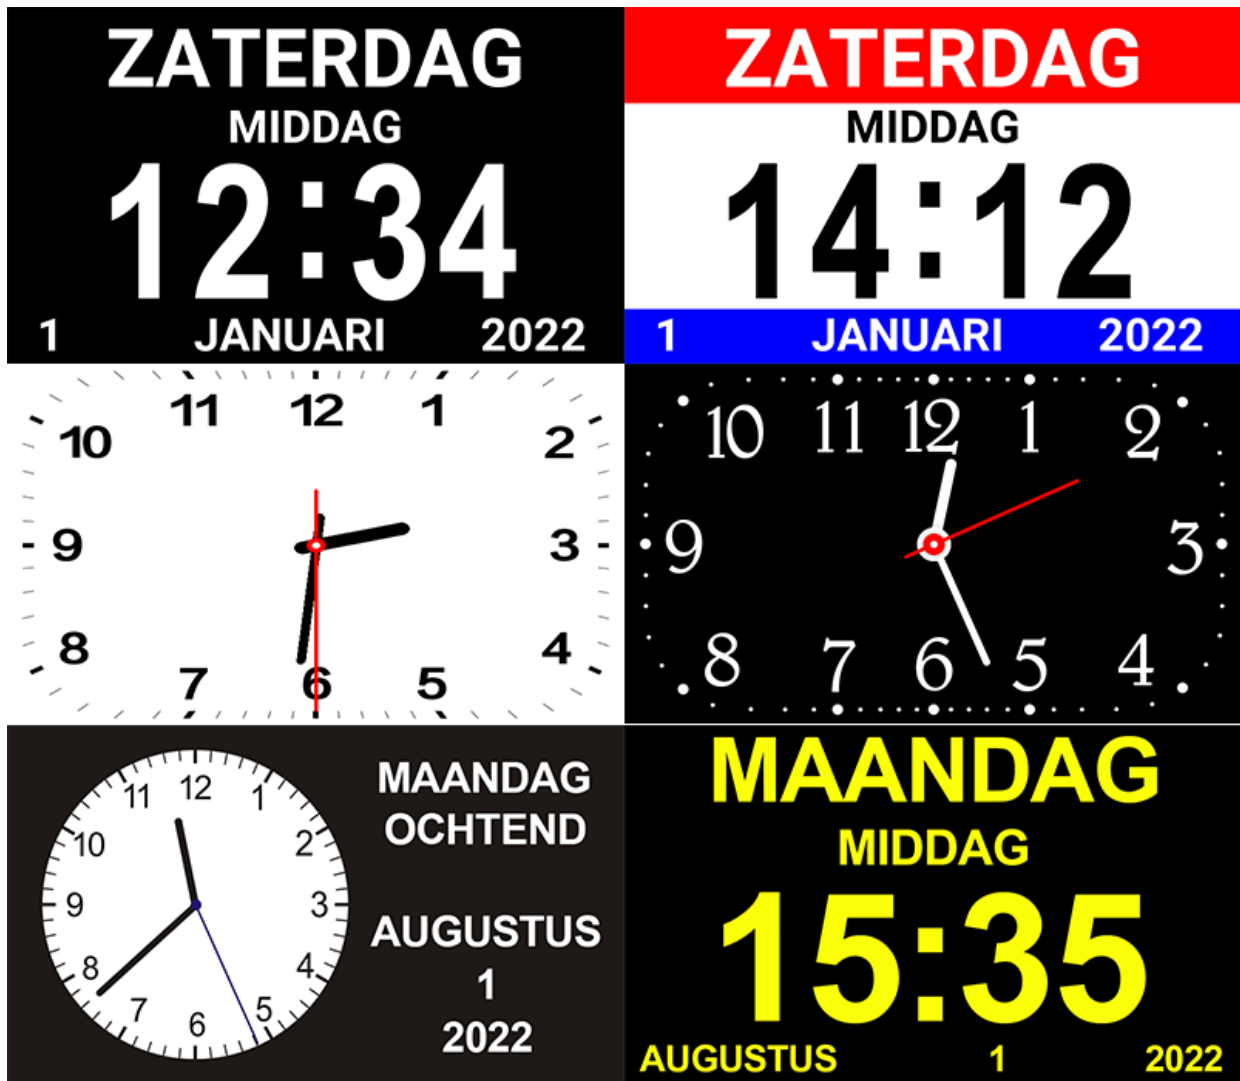 ZATERDAG
MIDDAG
12:34
1 JANUARI 2022
ZATERDAG
MIDDAG
14:12
1 JANUARI 2022
11 12 1
10 2
9 3
8 4
7 6 5
10 11 12 1 2
9 3
8 7 6 5 4
11 12 1
10 2
9 3
8 4
7 6 5
MAANDAG
OCHTEND
AUGUSTUS
1
2022
MAANDAG
MIDDAG
15:35
AUGUSTUS 1 2022